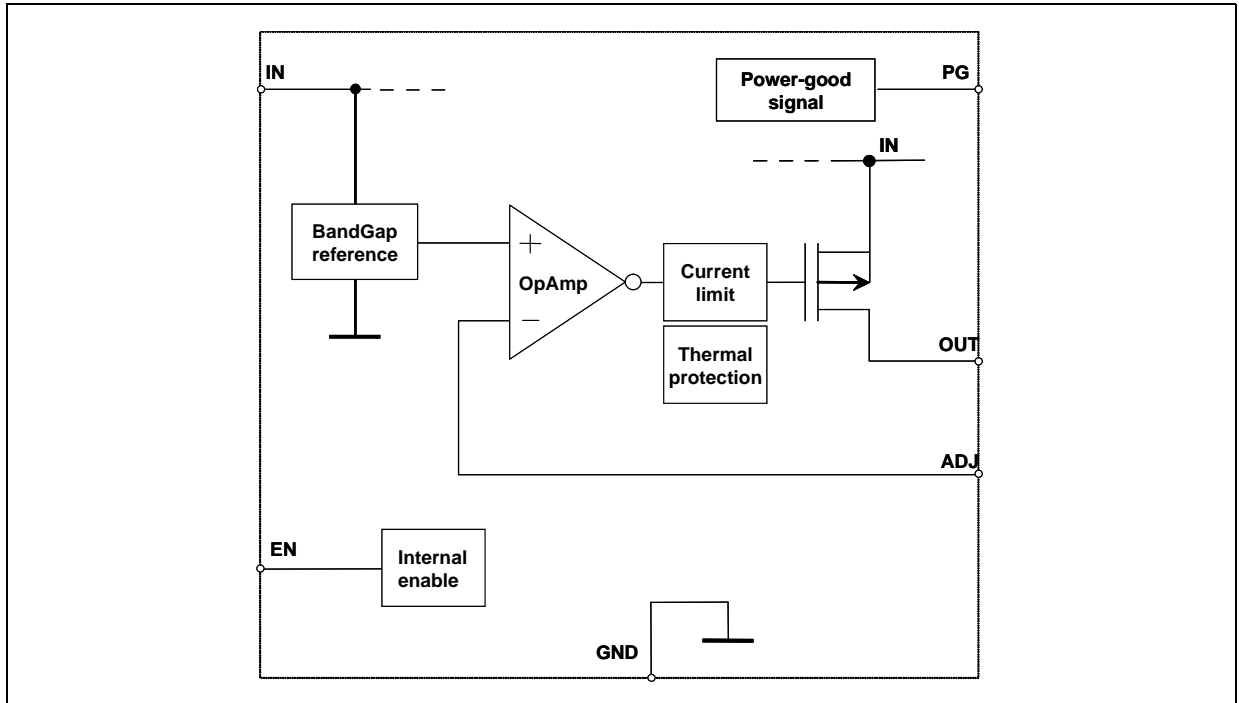 IN
Power-good
signal
PG
IN
BandGap
reference
+
OpAmp
−
Current
limit
Thermal
protection
OUT
ADJ
EN
Internal
enable
GND